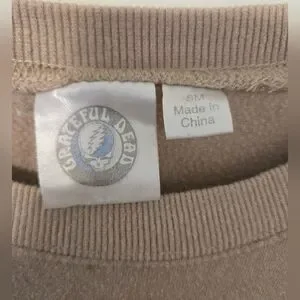 GRATEFUL DEAD
SM
Made in
China